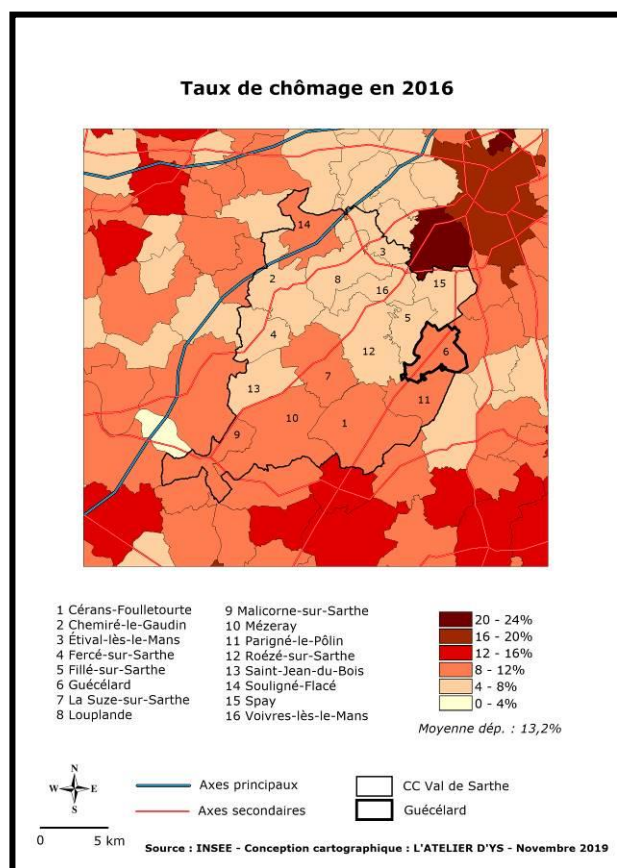 Taux de chômage en 2016
14
3
2
8
16
15
5
4
12
6
7
13
11
10
1
9
1 Cérans-Foulletourte
2 Chemiré-le-Gaudin
3 Étival-lès-le-Mans
4 Fercé-sur-Sarthe
5 Fillé-sur-Sarthe
6 Guécélard
7 La Suze-sur-Sarthe
8 Louplande
9 Malicorne-sur-Sarthe
10 Mézeray
11 Parigné-le-Pôlin
12 Roézé-sur-Sarthe
13 Saint-Jean-du-Bois
14 Souligné-Flacé
15 Spay
16 Voivres-lès-le-Mans
20 - 24%
16 - 20%
12 - 16%
8 - 12%
4 - 8%
0 - 4%
Moyenne dép. : 13,2%
N
W E
S
0 5 km
Axes principaux
Axes secondaires
CC Val de Sarthe
Guécélard
Source : INSEE - Conception cartographique : L'ATELIER D'YS - Novembre 2019